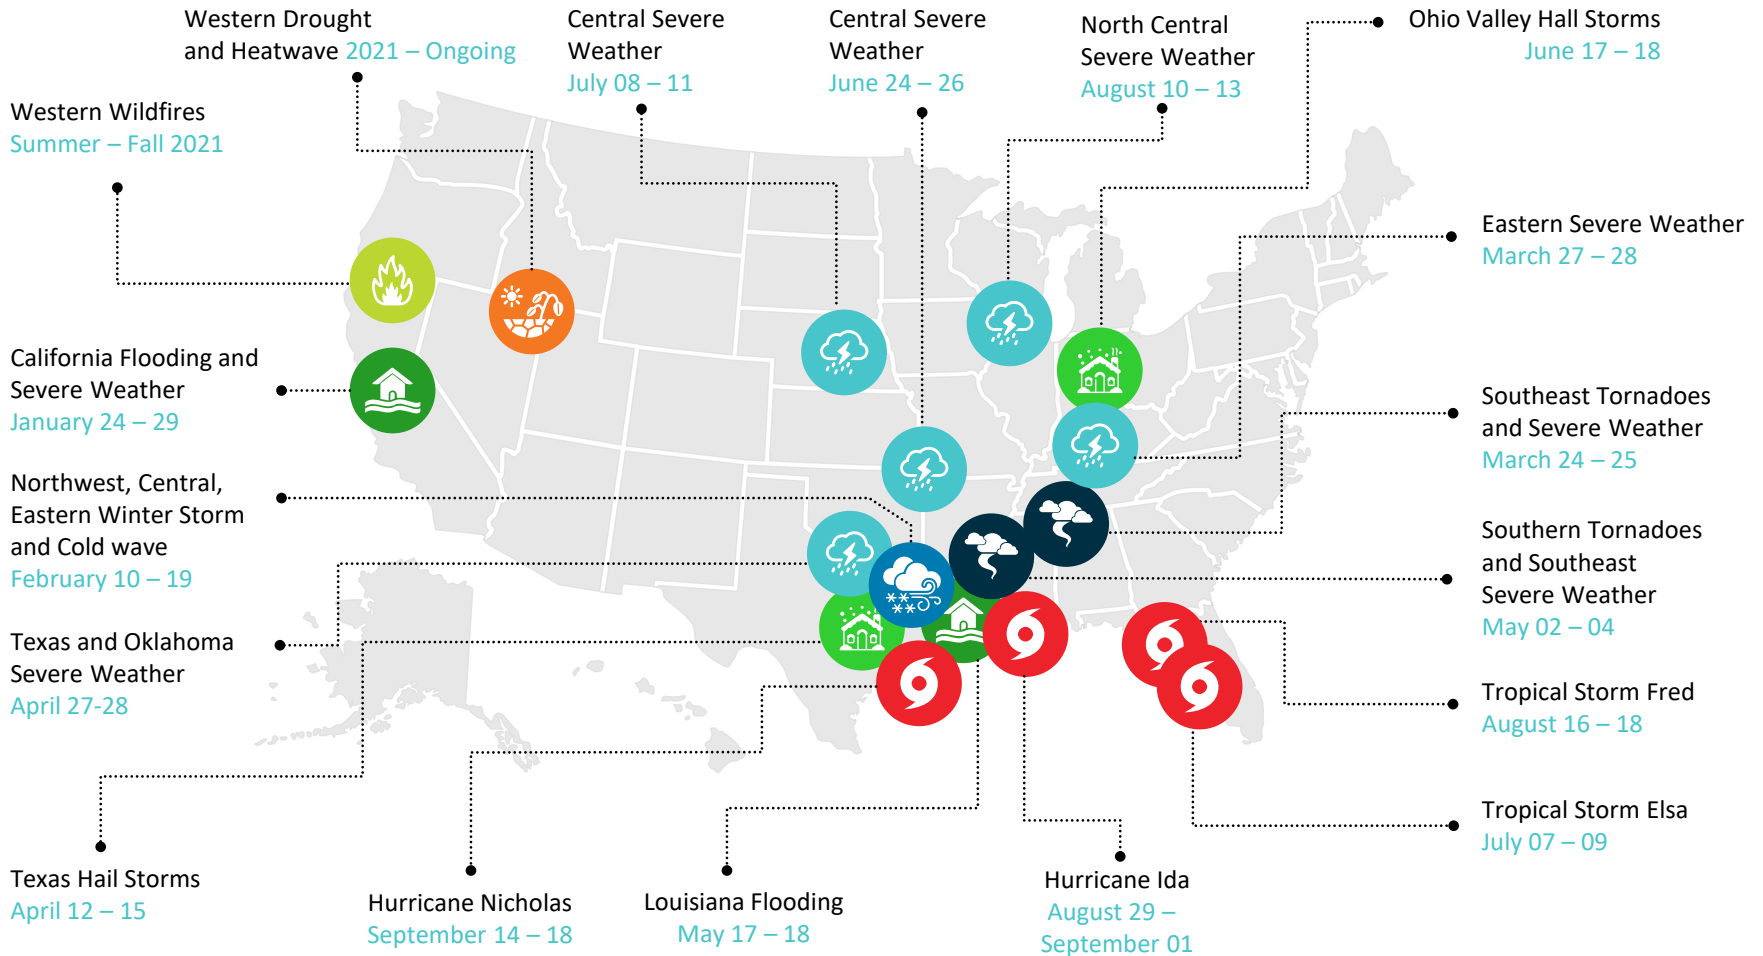 Western Drought
and Heatwave 2021 – Ongoing
Central Severe
Weather
July 08 – 11
Central Severe
Weather
June 24 – 26
North Central
Severe Weather
August 10 – 13
Ohio Valley Hall Storms
June 17 – 18
Western Wildfires
Summer – Fall 2021
Eastern Severe Weather
March 27 – 28
California Flooding and
Severe Weather
January 24 – 29
Southeast Tornadoes
and Severe Weather
March 24 – 25
Northwest, Central,
Eastern Winter Storm
and Cold wave
February 10 – 19
Southern Tornadoes
and Southeast
Severe Weather
May 02 – 04
Texas and Oklahoma
Severe Weather
April 27-28
Tropical Storm Fred
August 16 – 18
Tropical Storm Elsa
July 07 – 09
Texas Hail Storms
April 12 – 15
Hurricane Nicholas
September 14 – 18
Louisiana Flooding
May 17 – 18
Hurricane Ida
August 29 –
September 01